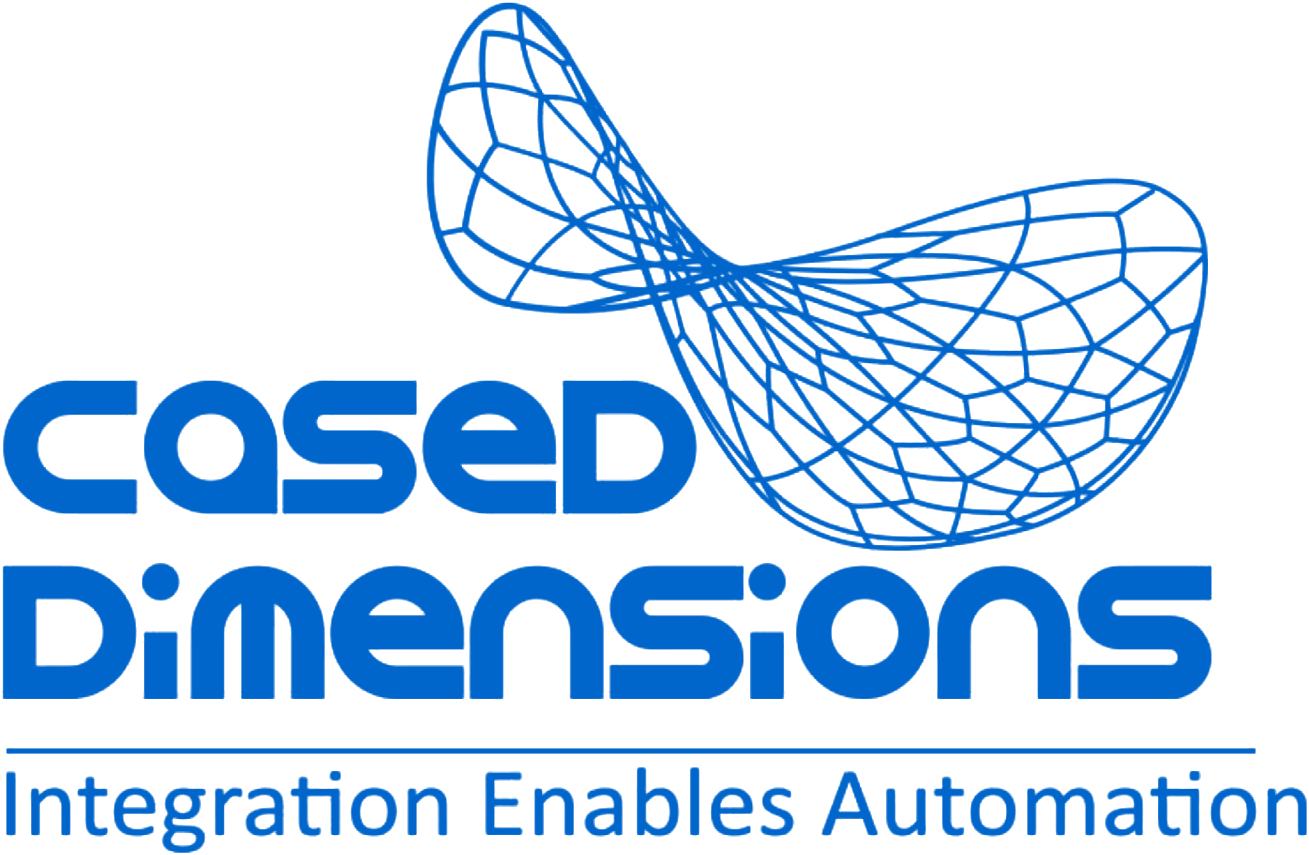 CaseD
Dimensions
Integration Enables Automation